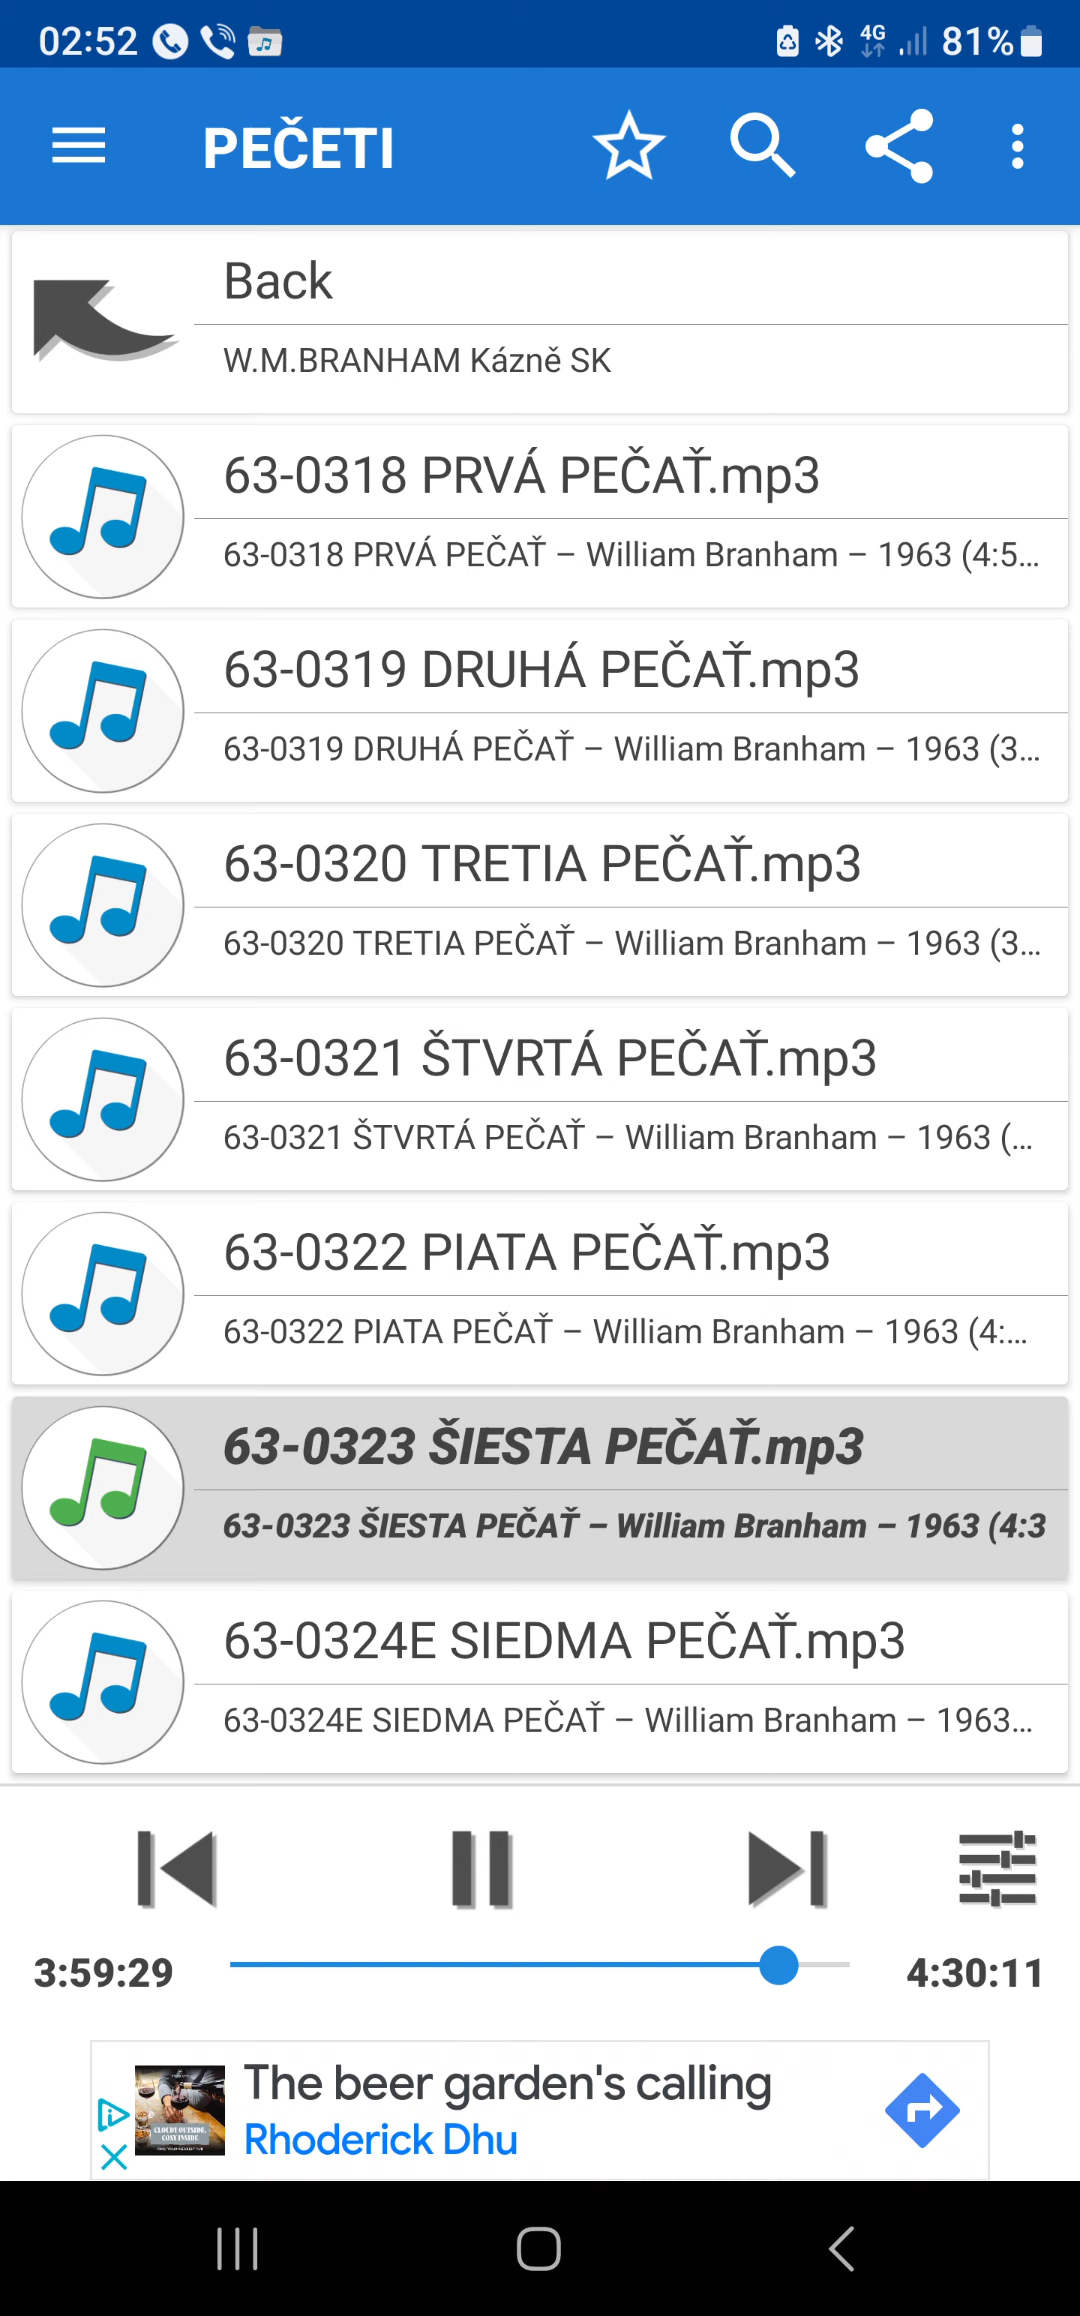 02:52
4G
81%
PEČETI
Back
W.M.BRANHAM Kázně SK
63-0318 PRVÁ PEČAŤ.mp3
63-0318 PRVÁ PEČAŤ – William Branham – 1963 (4:5...
63-0319 DRUHÁ PEČAŤ.mp3
63-0319 DRUHÁ PEČAŤ – William Branham – 1963 (3...
63-0320 TRETIA PEČAŤ.mp3
63-0320 TRETIA PEČAŤ – William Branham – 1963 (3...
63-0321 ŠTVRTÁ PEČAŤ.mp3
63-0321 ŠTVRTÁ PEČAŤ – William Branham – 1963 (...
63-0322 PIATA PEČAŤ.mp3
63-0322 PIATA PEČAŤ – William Branham – 1963 (4:...
63-0323 ŠIESTA PEČAŤ.mp3
63-0323 ŠIESTA PEČAŤ – William Branham – 1963 (4:3
63-0324E SIEDMA PEČAŤ.mp3
63-0324E SIEDMA PEČAŤ – William Branham – 1963...
3:59:29
4:30:11
The beer garden's calling
Rhoderick Dhu
CLOUDY OUTSIDE,
COSY INSIDE